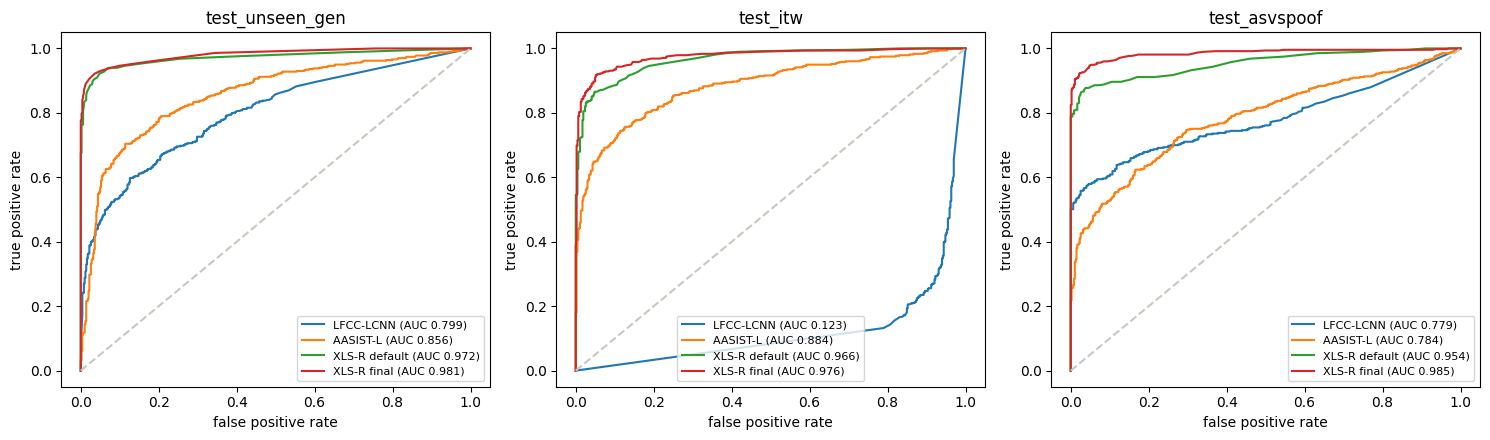 test_unseen_gen
true positive rate
1.0
0.8
0.6
0.4
0.2
0.0
LFCC-LCNN (AUC 0.799)
AASIST-L (AUC 0.856)
XLS-R default (AUC 0.972)
XLS-R final (AUC 0.981)
0.0 0.2 0.4 0.6 0.8 1.0
false positive rate
test_itw
true positive rate
1.0
0.8
0.6
0.4
0.2
0.0
LFCC-LCNN (AUC 0.123)
AASIST-L (AUC 0.884)
XLS-R default (AUC 0.966)
XLS-R final (AUC 0.976)
0.0 0.2 0.4 0.6 0.8 1.0
false positive rate
test_asvspoof
true positive rate
1.0
0.8
0.6
0.4
0.2
0.0
LFCC-LCNN (AUC 0.779)
AASIST-L (AUC 0.784)
XLS-R default (AUC 0.954)
XLS-R final (AUC 0.985)
0.0 0.2 0.4 0.6 0.8 1.0
false positive rate